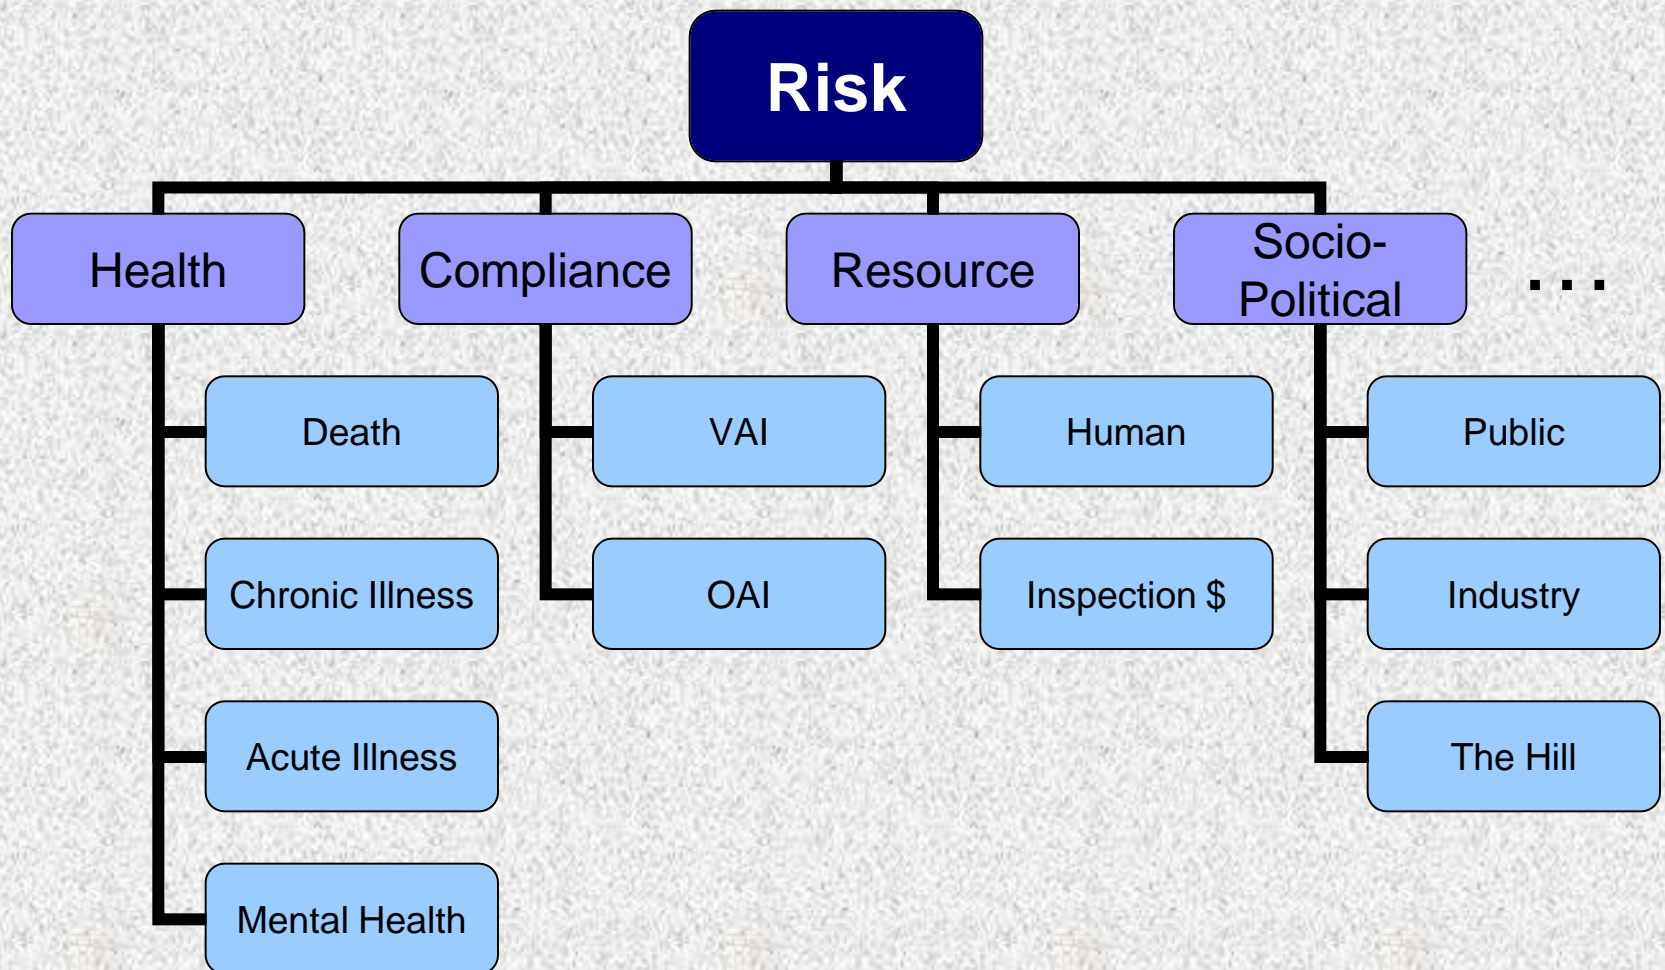 Risk
Health
Compliance
Resource
Socio-
Political
...
Death
VAI
Human
Public
Chronic Illness
OAI
Inspection $
Industry
Acute Illness
The Hill
Mental Health